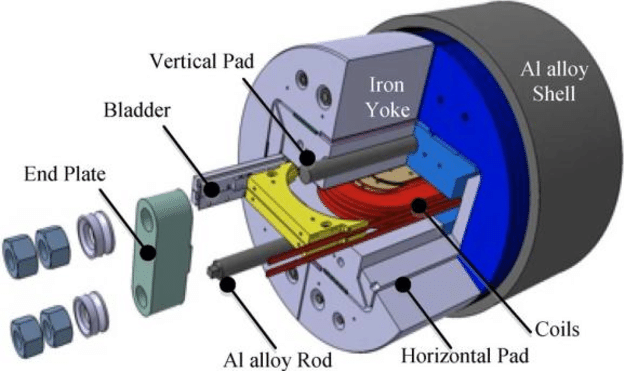 Vertical Pad
Iron
Yoke
Al alloy
Shell
Bladder
End Plate
Al alloy Rod
Horizontal Pad
Coils